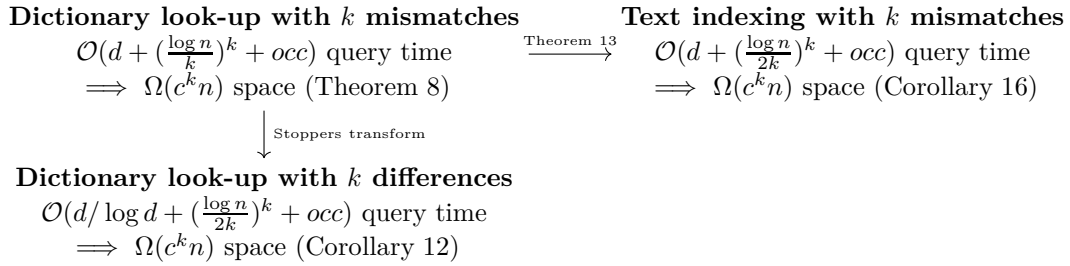 Dictionary look-up with k mismatches
O(d + (log n / k)^k + occ) query time
⟹ Ω(c^k n) space (Theorem 8)
Theorem 13
Text indexing with k mismatches
O(d + (log n / 2k)^k + occ) query time
⟹ Ω(c^k n) space (Corollary 16)
Stoppers transform
Dictionary look-up with k differences
O(d/ log d + (log n / 2k)^k + occ) query time
⟹ Ω(c^k n) space (Corollary 12)